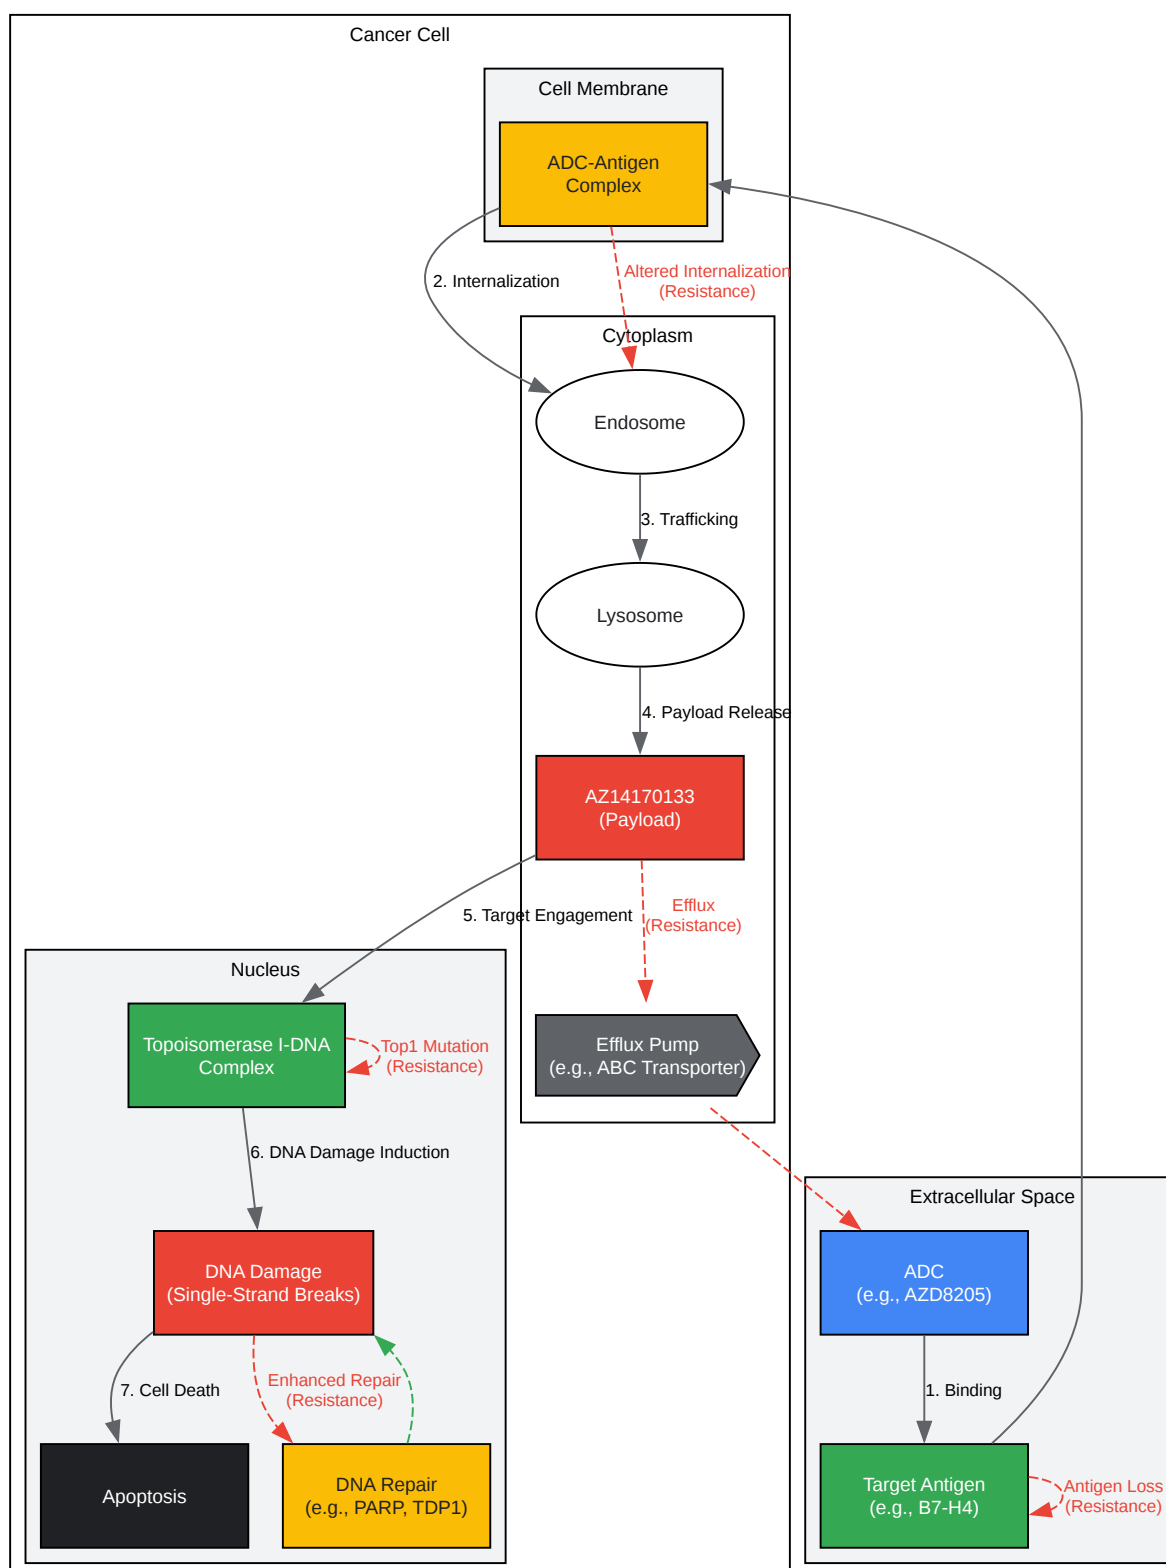 Cancer Cell
Cell Membrane
ADC-Antigen
Complex
2. Internalization
Altered Internalization
(Resistance)
Cytoplasm
Endosome
3. Trafficking
Lysosome
4. Payload Release
AZ14170133
(Payload)
5. Target Engagement
Efflux
(Resistance)
Efflux Pump
(e.g., ABC Transporter)
Nucleus
Topoisomerase I-DNA
Complex
Top1 Mutation
(Resistance)
6. DNA Damage Induction
DNA Damage
(Single-Strand Breaks)
7. Cell Death
Enhanced Repair
(Resistance)
Apoptosis
DNA Repair
(e.g., PARP, TDP1)
Extracellular Space
ADC
(e.g., AZD8205)
1. Binding
Target Antigen
(e.g., B7-H4)
Antigen Loss
(Resistance)